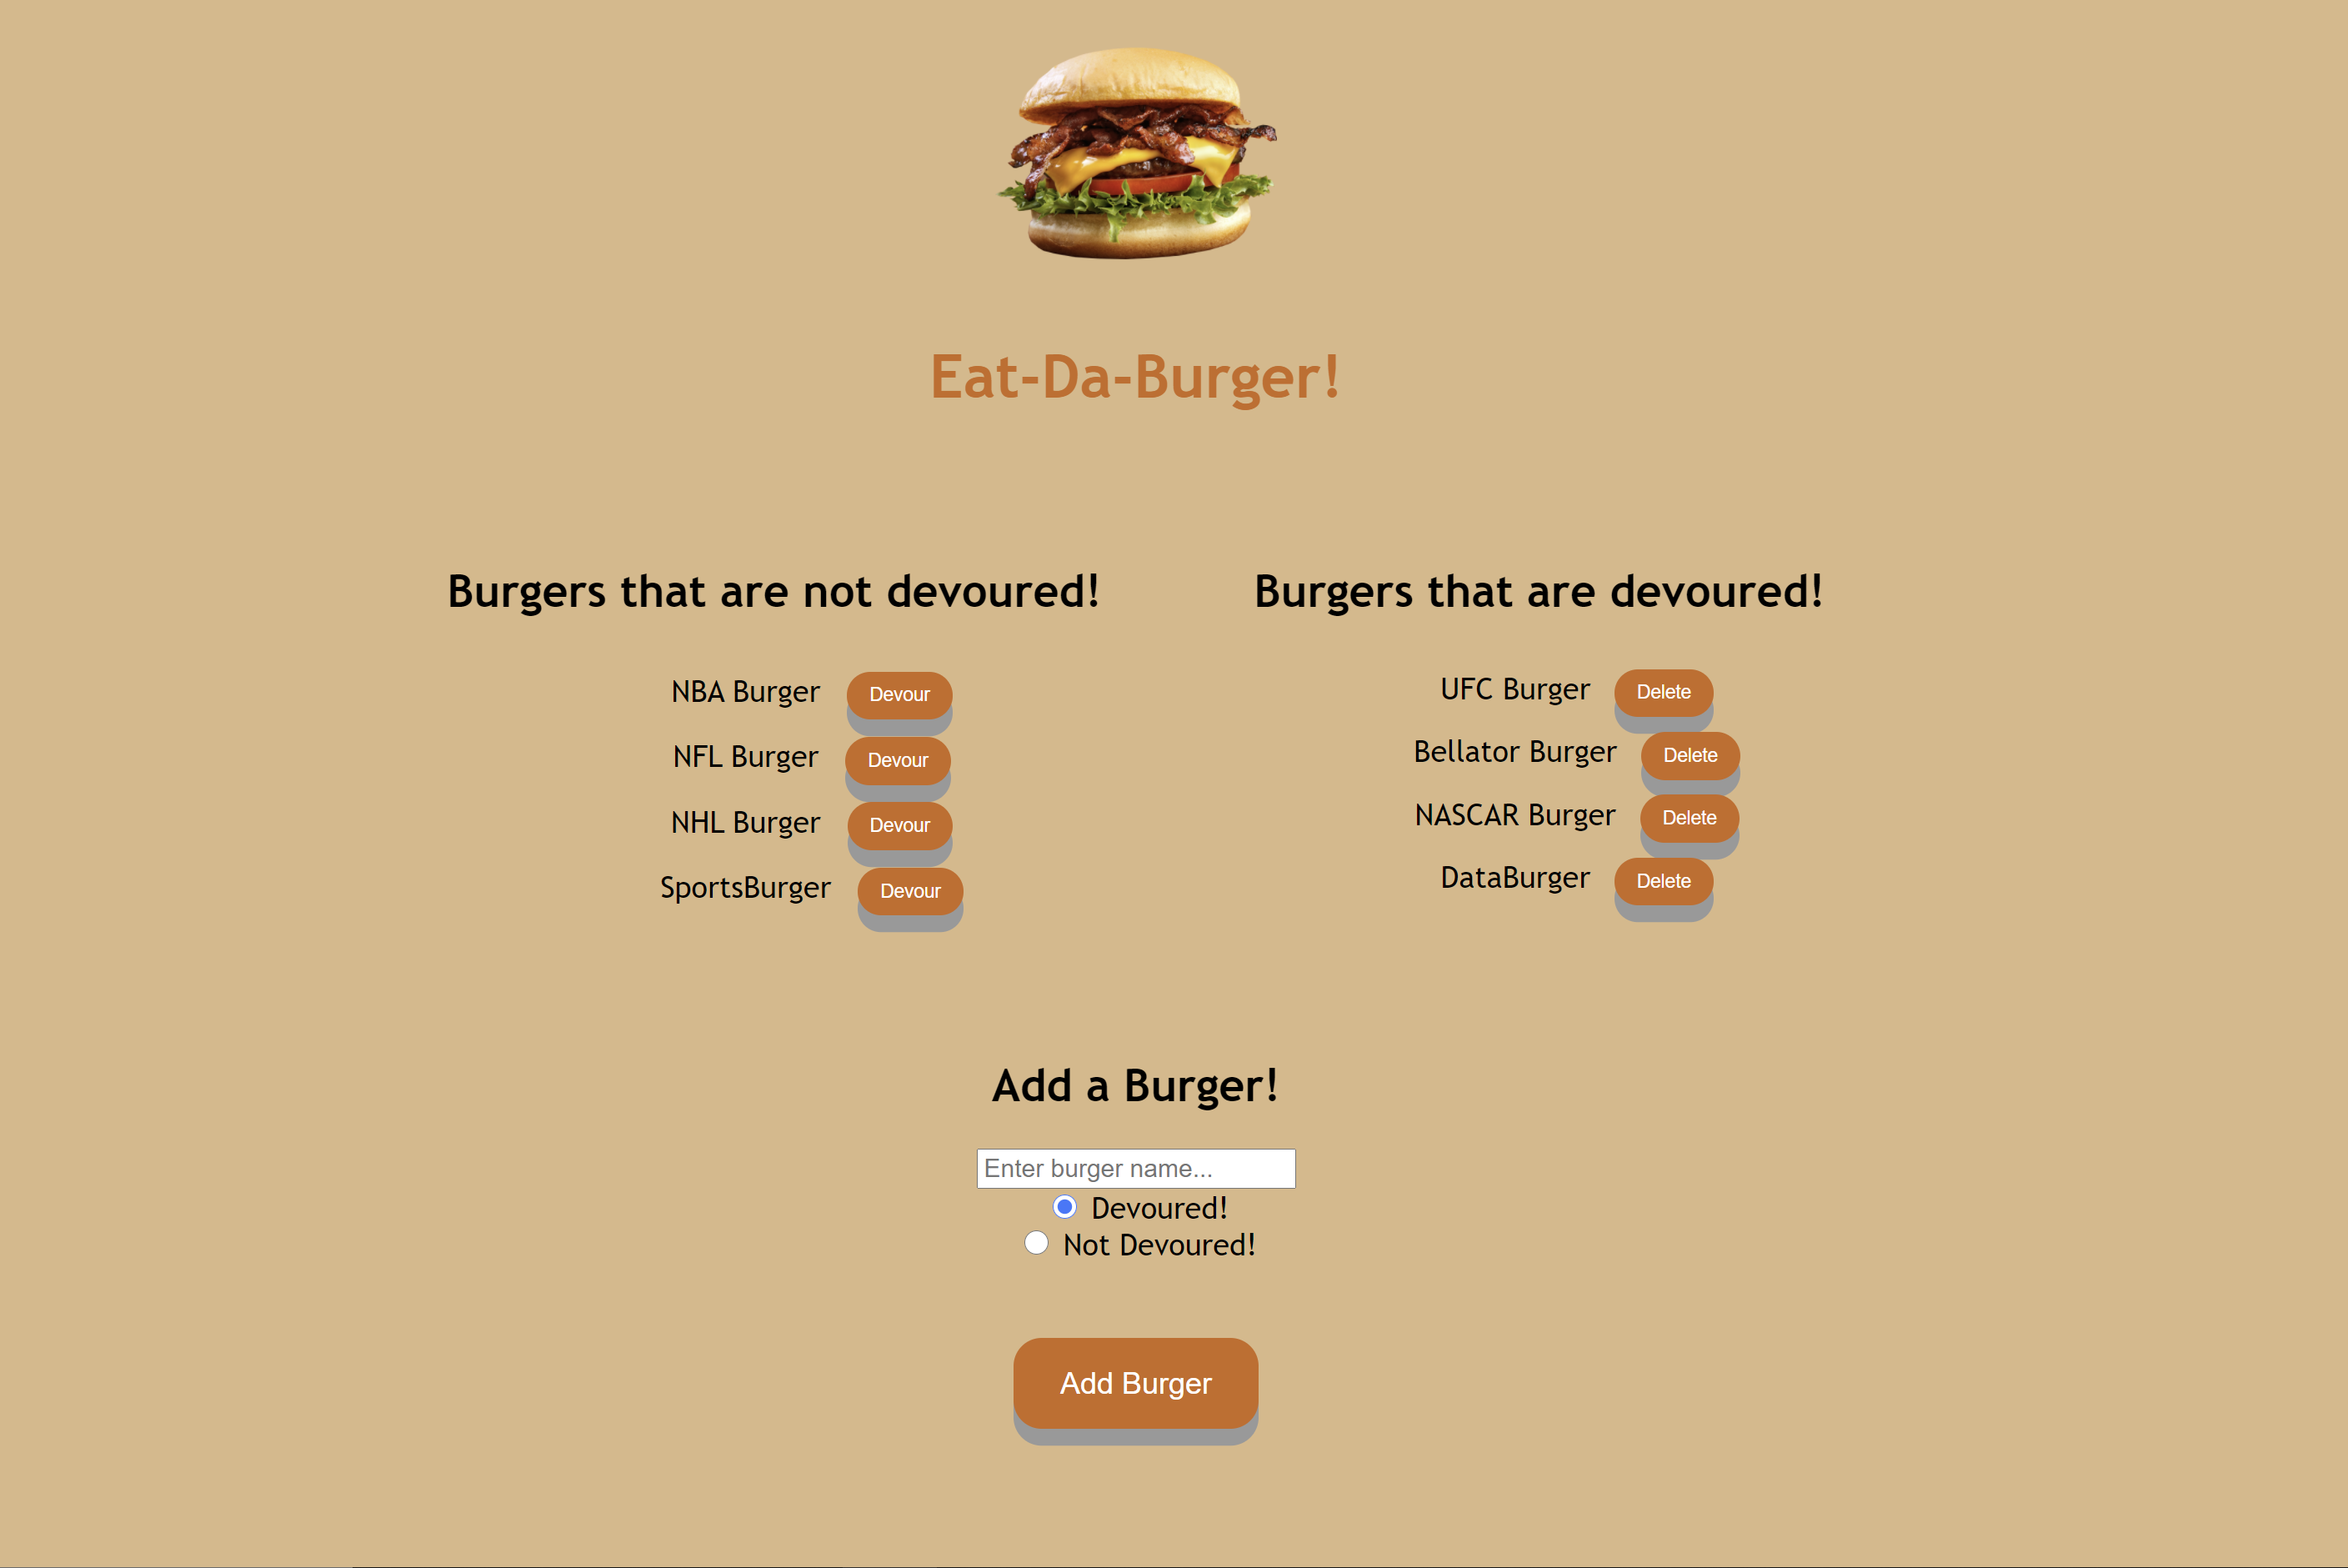 Eat-Da-Burger!
Burgers that are not devoured!
NBA Burger Devour
NFL Burger Devour
NHL Burger Devour
SportsBurger Devour
Burgers that are devoured!
UFC Burger Delete
Bellator Burger Delete
NASCAR Burger Delete
DataBurger Delete
Add a Burger!
Enter burger name...
Devoured!
Not Devoured!
Add Burger